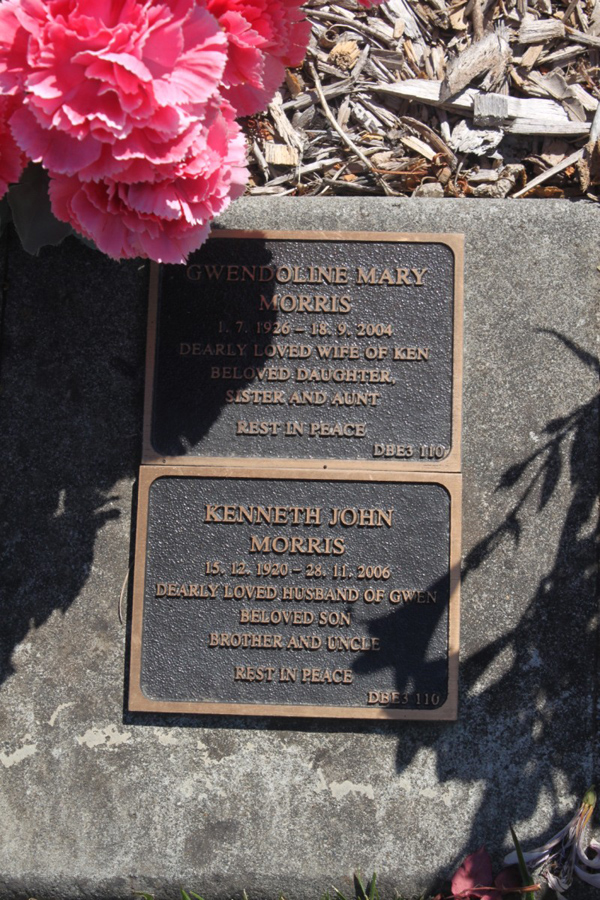 GWENDOLINE MARY
MORRIS
1. 7. 1926 – 18. 9. 2004
DEARLY LOVED WIFE OF KEN
BELOVED DAUGHTER,
SISTER AND AUNT
REST IN PEACE
DBE3 110
KENNETH JOHN
MORRIS
15. 12. 1920 – 28. 11. 2006
DEARLY LOVED HUSBAND OF GWEN
BELOVED SON
BROTHER AND UNCLE
REST IN PEACE
DBE3 110